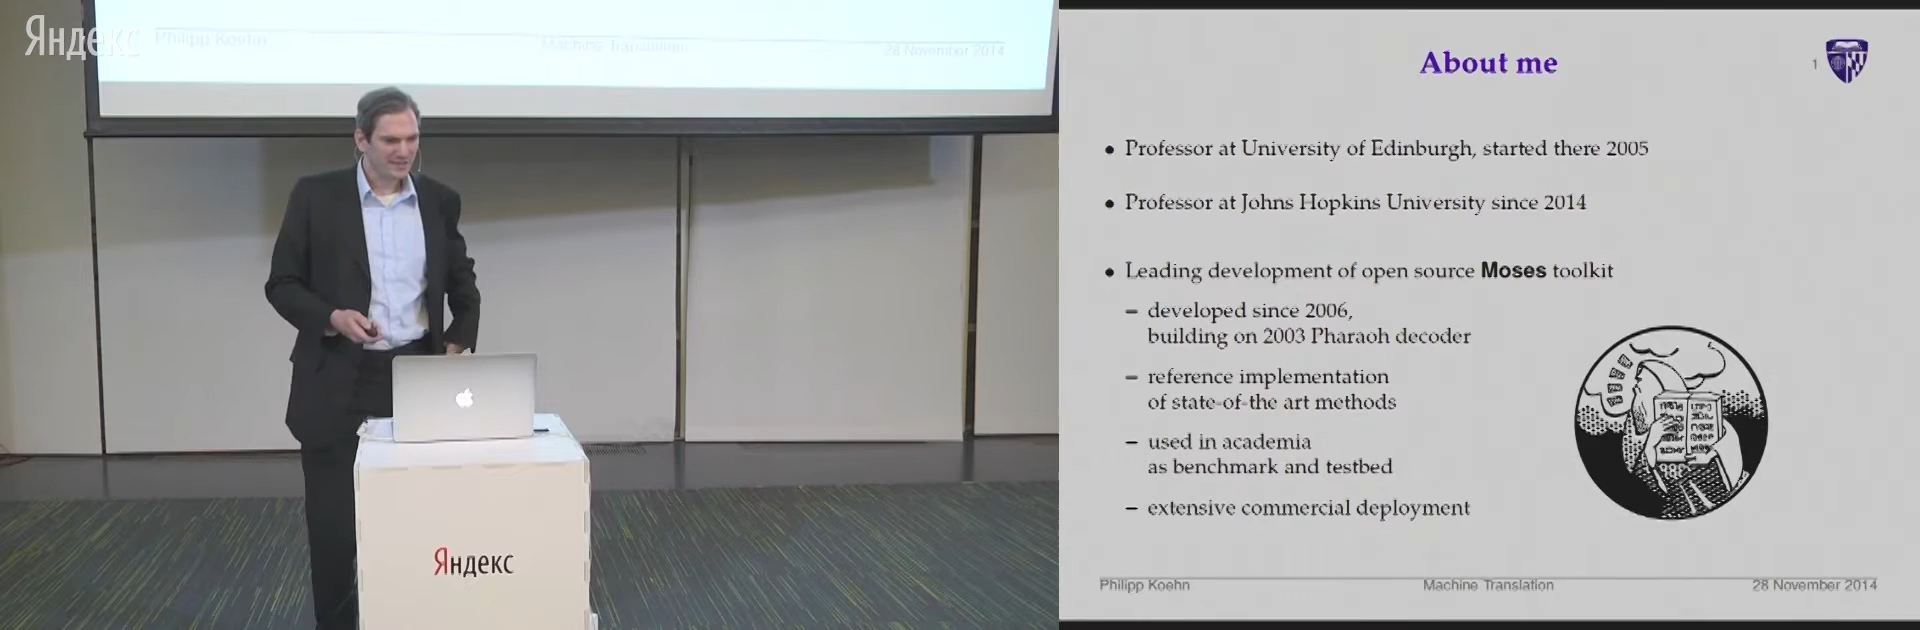 Яндекс
Philipp Koehn
Machine Translation
28 November 2014
Яндекс
About me
1
• Professor at University of Edinburgh, started there 2005
• Professor at Johns Hopkins University since 2014
• Leading development of open source Moses toolkit
– developed since 2006,
building on 2003 Pharaoh decoder
– reference implementation
of state-of-the art methods
– used in academia
as benchmark and testbed
– extensive commercial deployment
Philipp Koehn
Machine Translation
28 November 2014